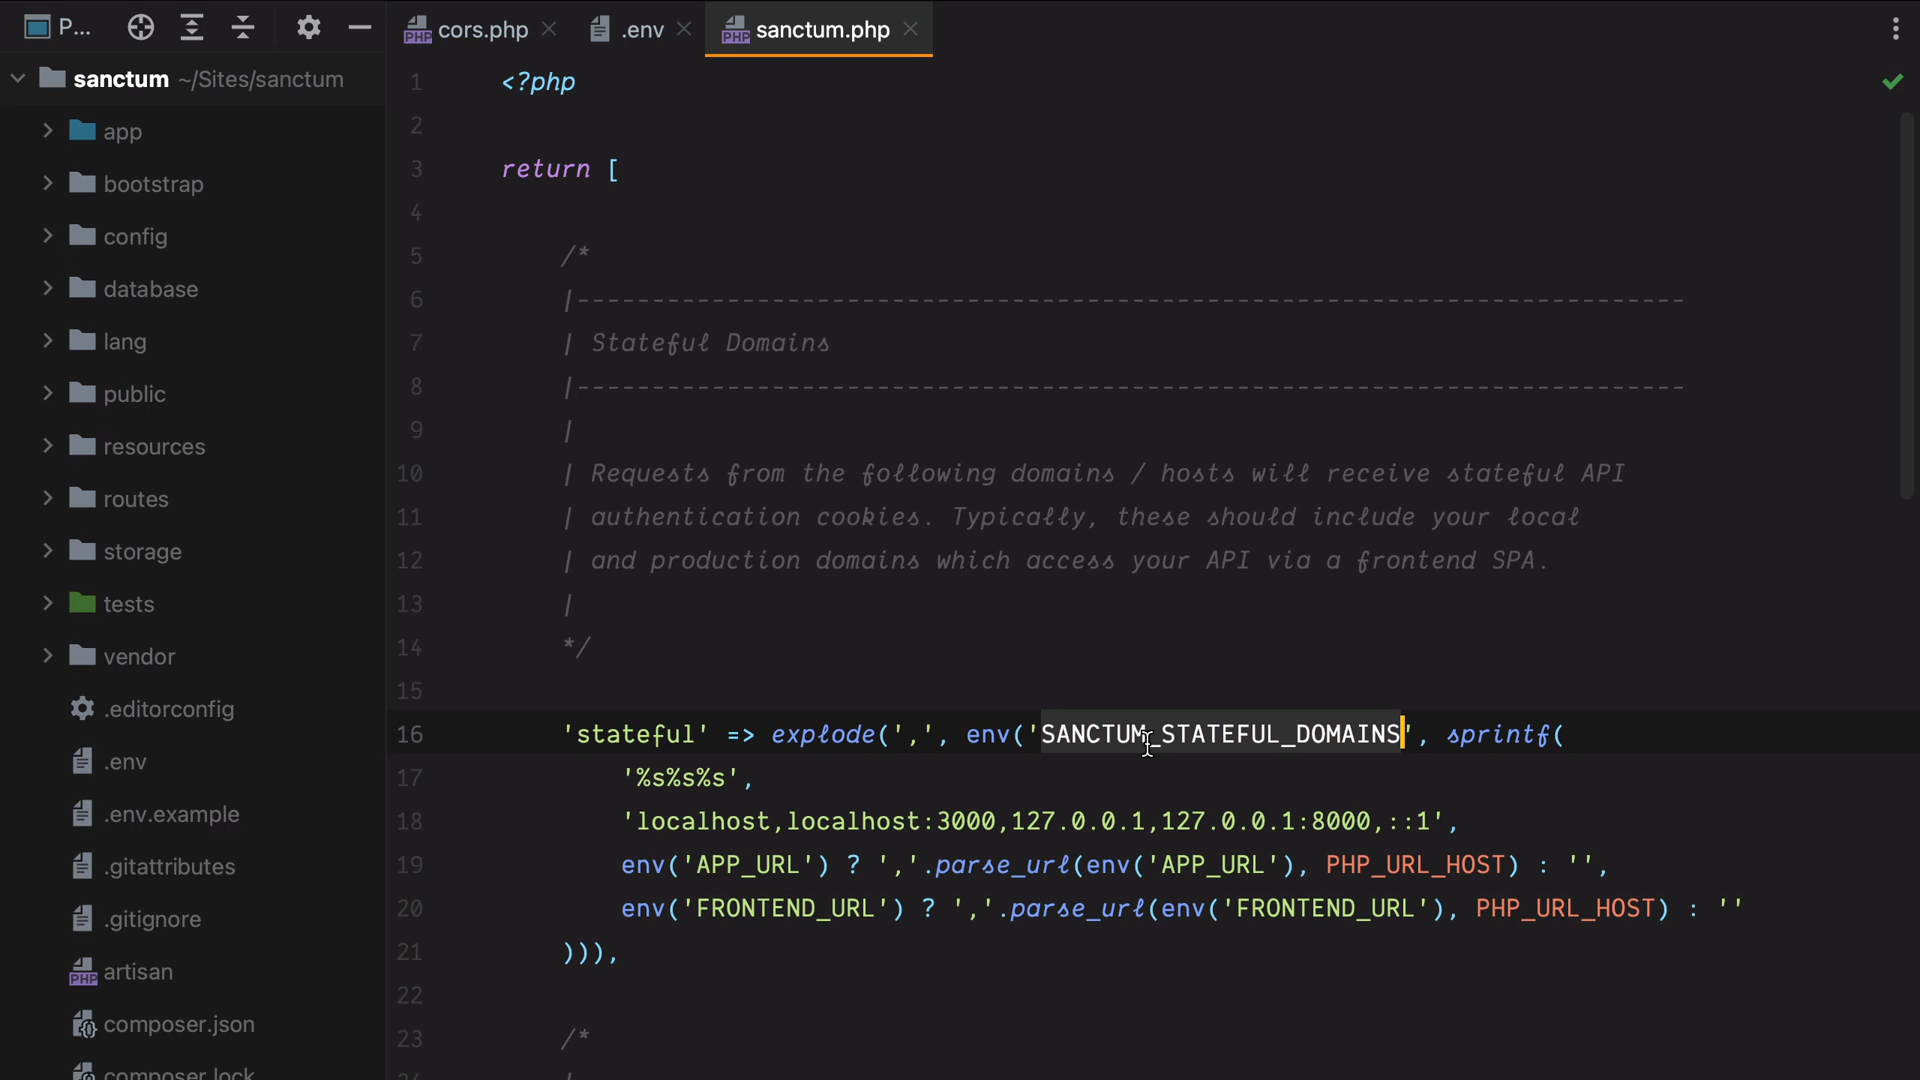 P...
cors.php
.env
sanctum.php
sanctum ~/Sites/sanctum
app
bootstrap
config
database
lang
public
resources
routes
storage
tests
vendor
.editorconfig
.env
.env.example
.gitattributes
.gitignore
artisan
composer.json
composer.lock
1 <?php
2
3 return [
4
5 /*
6 |--------------------------------------------------------------------------
7 | Stateful Domains
8 |--------------------------------------------------------------------------
9 |
10 | Requests from the following domains / hosts will receive stateful API
11 | authentication cookies. Typically, these should include your local
12 | and production domains which access your API via a frontend SPA.
13 |
14 */
15
16 'stateful' => explode(',', env('SANCTUM_STATEFUL_DOMAINS', sprintf(
17 '%s%s%s',
18 'localhost,localhost:3000,127.0.0.1,127.0.0.1:8000,::1',
19 env('APP_URL') ? ','.parse_url(env('APP_URL'), PHP_URL_HOST) : '',
20 env('FRONTEND_URL') ? ','.parse_url(env('FRONTEND_URL'), PHP_URL_HOST) : ''
21 ))),
22
23 /*